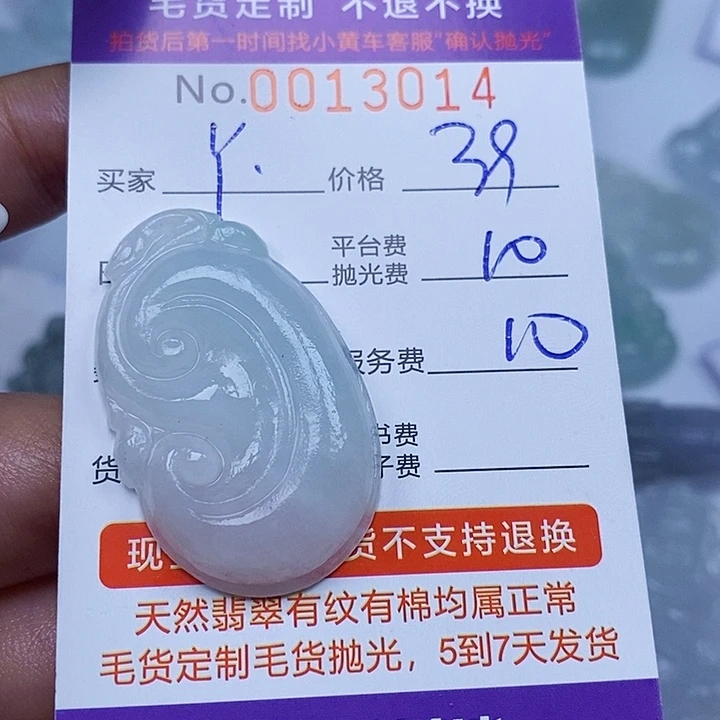 毛货定制 不退不换
拍货后第一时间找小黄车客服"确认抛光"
No.0013014
买家 Y. 价格 38
平台费
抛光费 10
服务费 10
书费
货 子费
现 货不支持退换
天然翡翠有纹有棉均属正常
毛货定制毛货抛光，5到7天发货